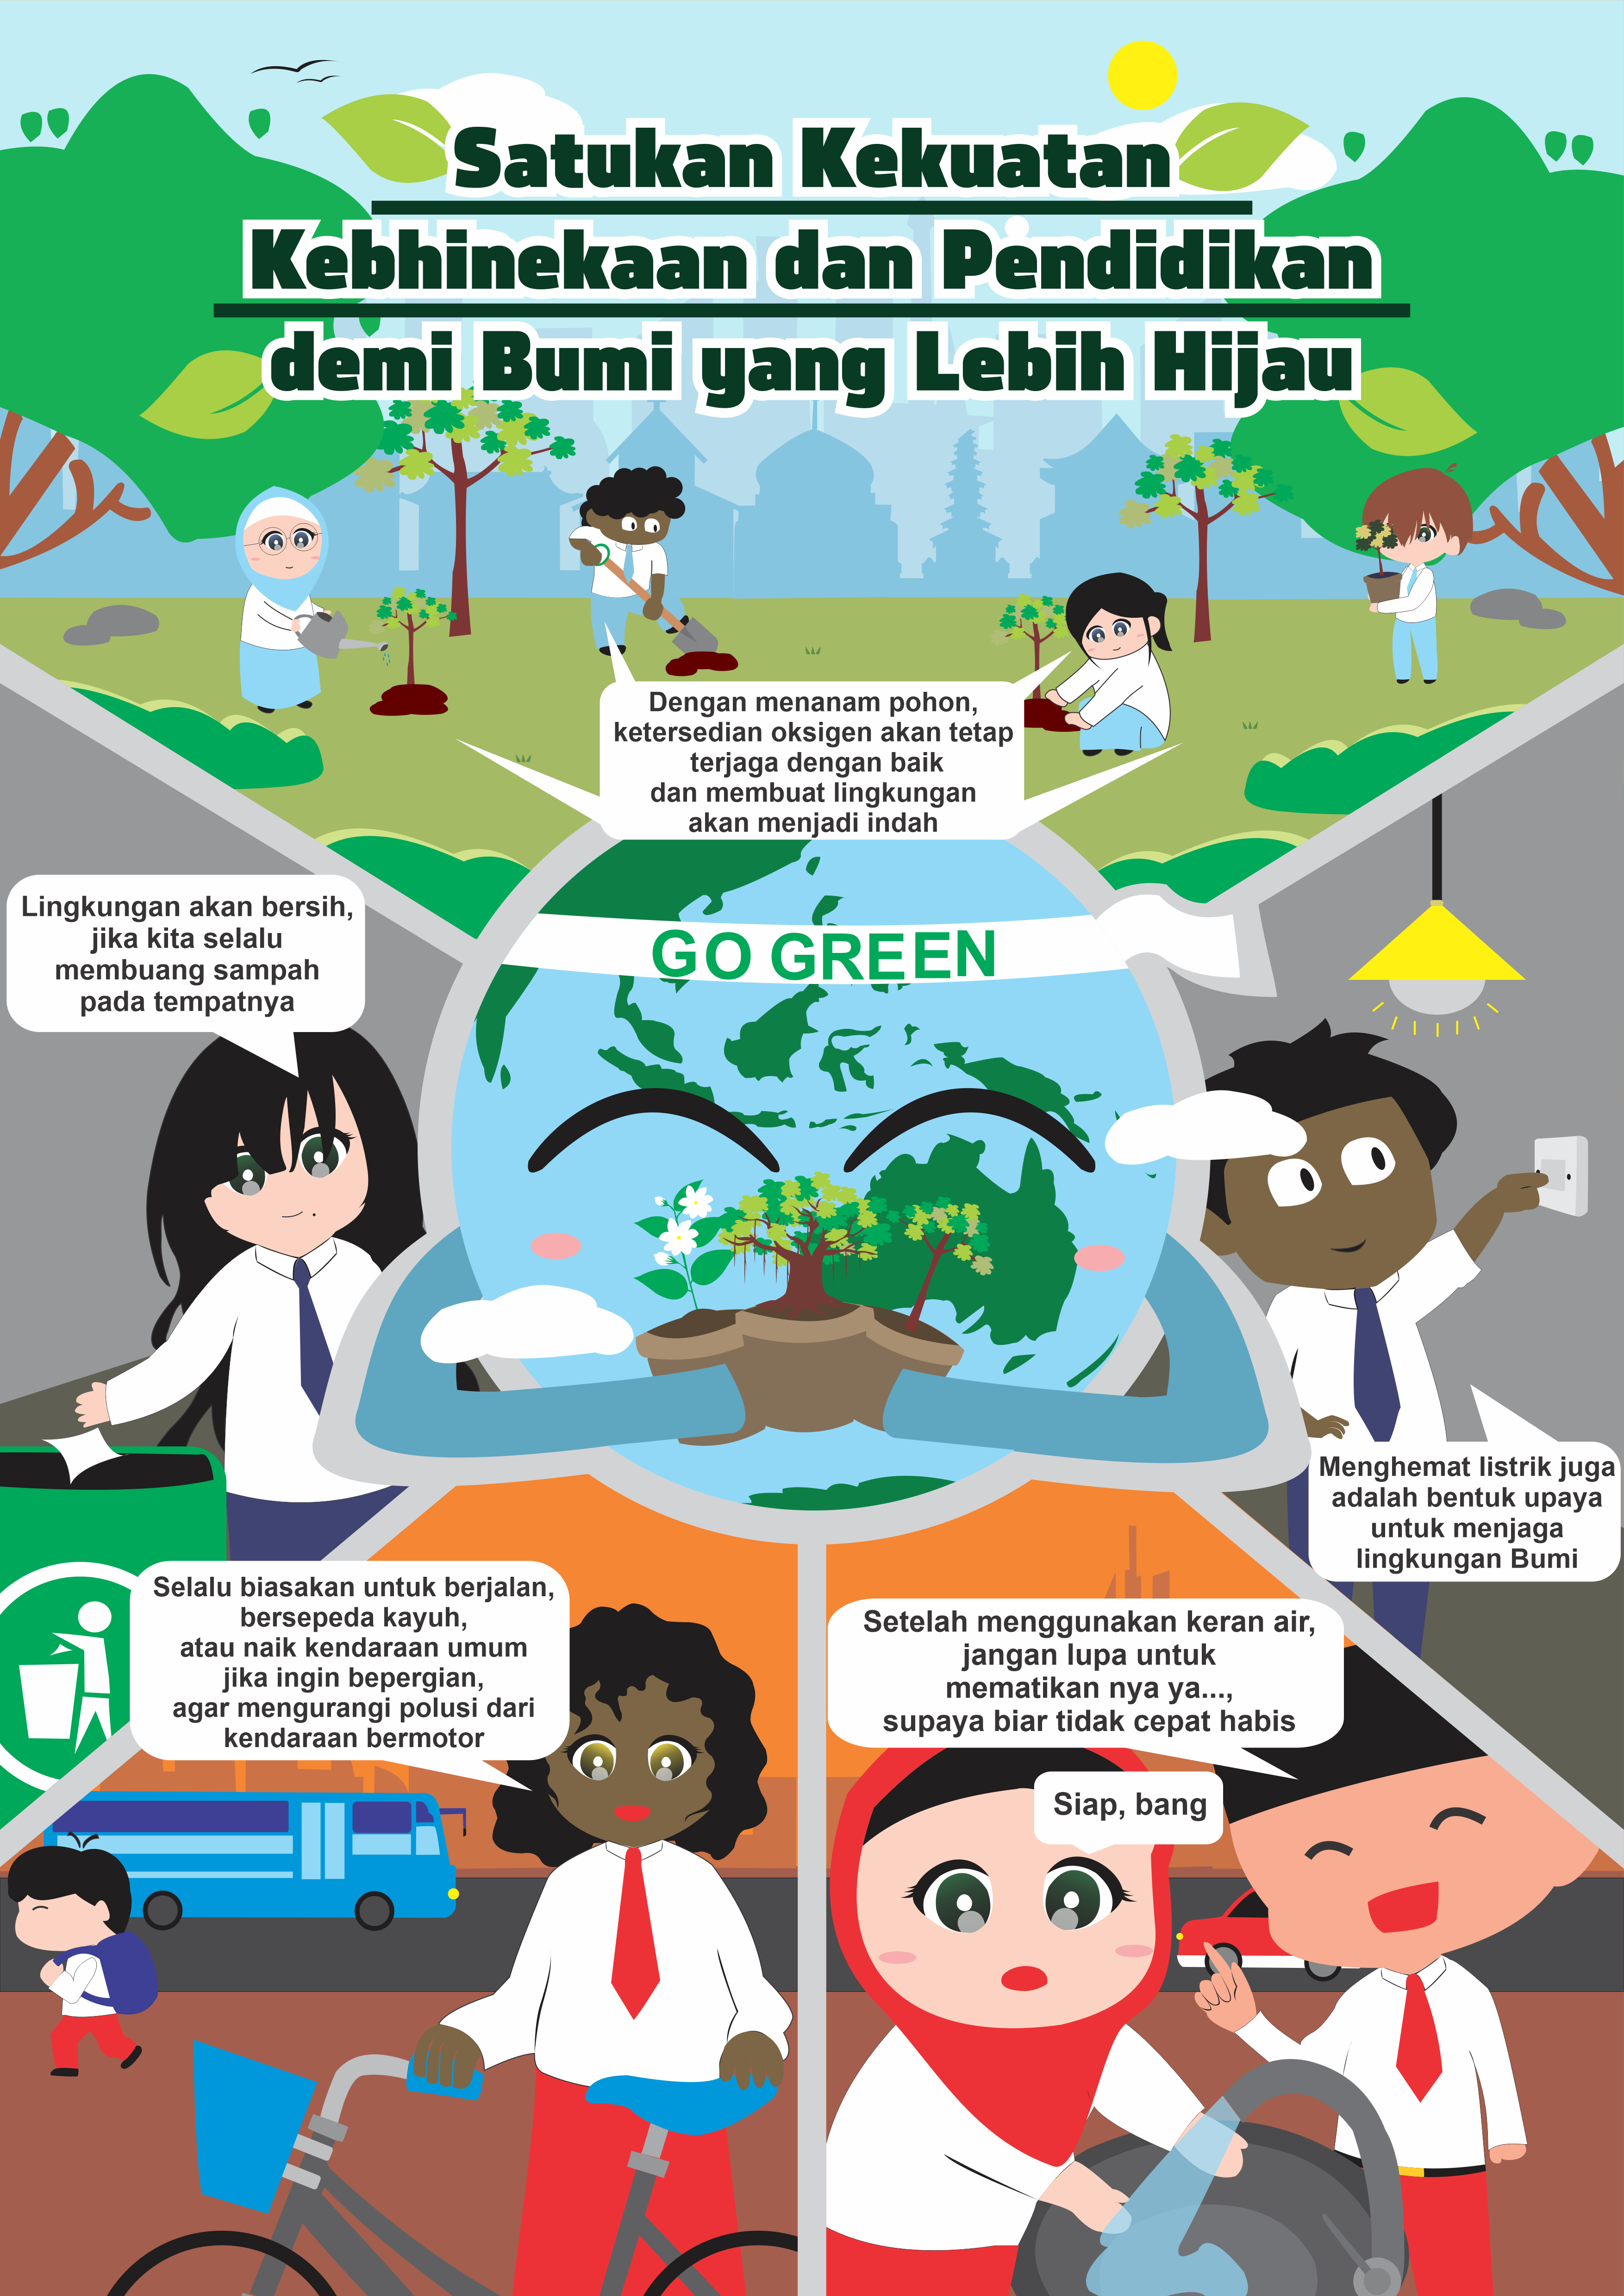 Satukan Kekuatan
Kebhinekaan dan Pendidikan
demi Bumi yang Lebih Hijau
Dengan menanam pohon,
ketersedian oksigen akan tetap
terjaga dengan baik
dan membuat lingkungan
akan menjadi indah
Lingkungan akan bersih,
jika kita selalu
membuang sampah
pada tempatnya
GO GREEN
Menghemat listrik juga
adalah bentuk upaya
untuk menjaga
lingkungan Bumi
Selalu biasakan untuk berjalan,
bersepeda kayuh,
atau naik kendaraan umum
jika ingin bepergian,
agar mengurangi polusi dari
kendaraan bermotor
Setelah menggunakan keran air,
jangan lupa untuk
mematikan nya ya...,
supaya biar tidak cepat habis
Siap, bang